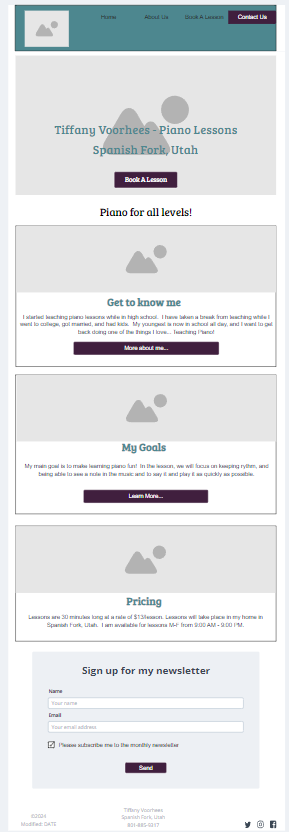 Home About Us Book A Lesson Contact Us
Tiffany Voorhees - Piano Lessons
Spanish Fork, Utah
Book A Lesson
Piano for all levels!
Get to know me
I started teaching piano lessons while in high school. I have taken a break from teaching while I
went to college, got married, and had kids. My youngest is now in school all day, and I want to get
back doing one of the things I love... Teaching Piano!
More about me...
My Goals
My main goal is to make learning piano fun! In the lesson, we will focus on keeping rythm, and
being able to see a note in the music and to say it and play it as quickly as possible.
Learn More...
Pricing
Lessons are 30 minutes long at a rate of $13/lesson. Lessons will take place in my home in
Spanish Fork, Utah. I am available for lessons M-F from 9:00 AM - 9:00 PM.
Sign up for my newsletter
Name
Your name
Email
Your email address
Please subscribe me to the monthly newsletter
Send
©2024
Modified: DATE
Tiffany Voorhees
Spanish Fork, Utah